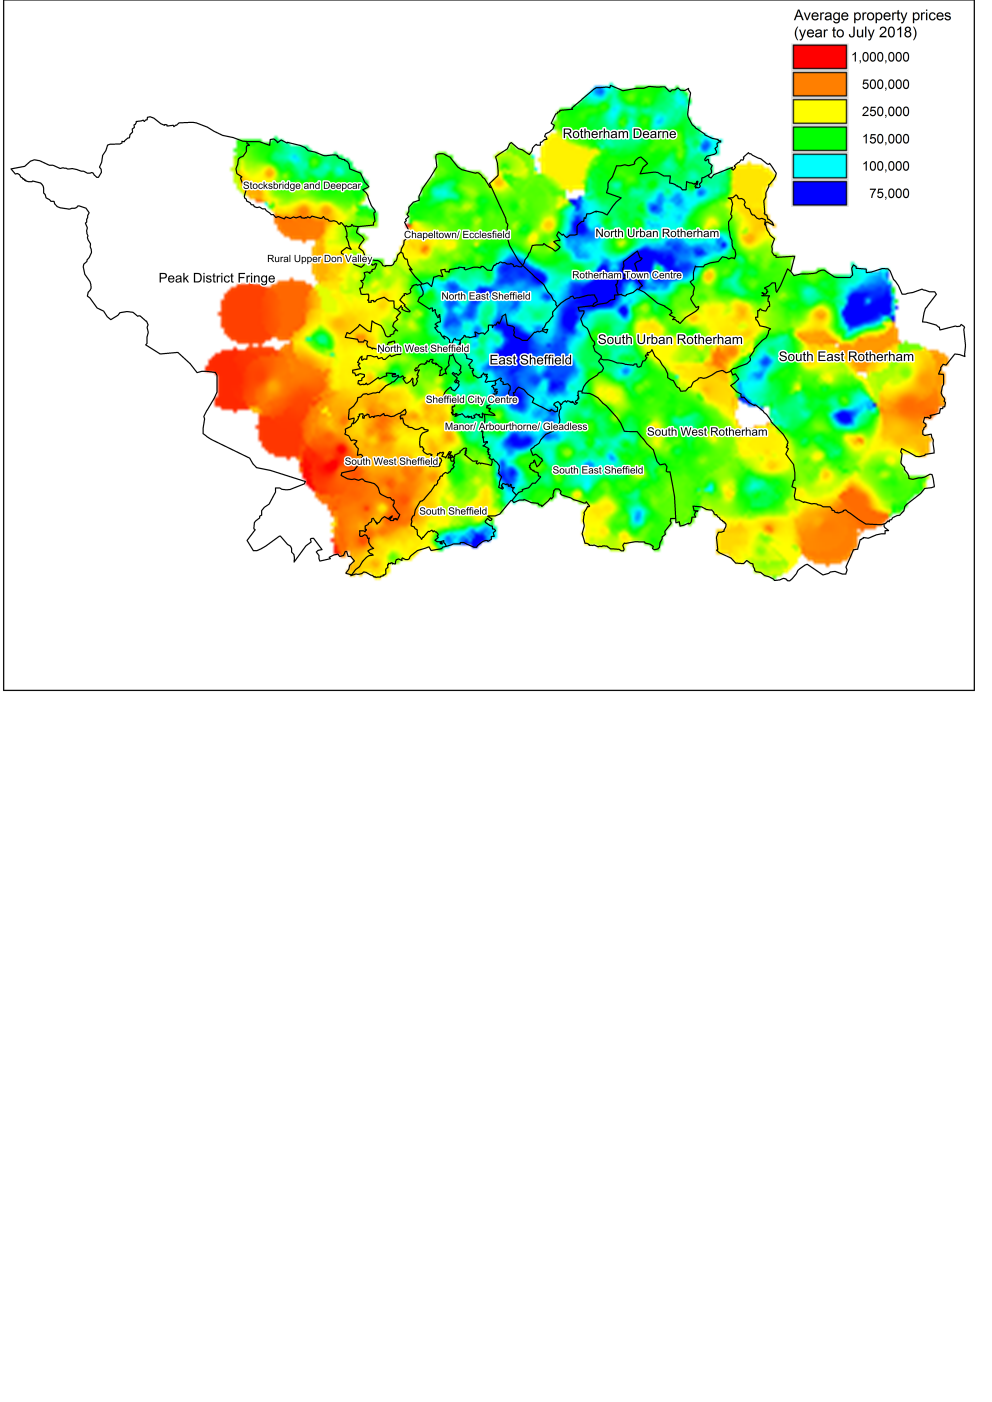 Average property prices
(year to July 2018)
1,000,000
500,000
250,000
150,000
100,000
75,000
Rotherham Dearne
Stocksbridge and Deepcar
Chapeltown/ Ecclesfield
North Urban Rotherham
Rural Upper Don Valley
Peak District Fringe
Rotherham Town Centre
North East Sheffield
South Urban Rotherham
North West Sheffield
East Sheffield
South East Rotherham
Sheffield City Centre
Manor/ Arbourthorne/ Gleadless
South West Rotherham
South West Sheffield
South East Sheffield
South Sheffield